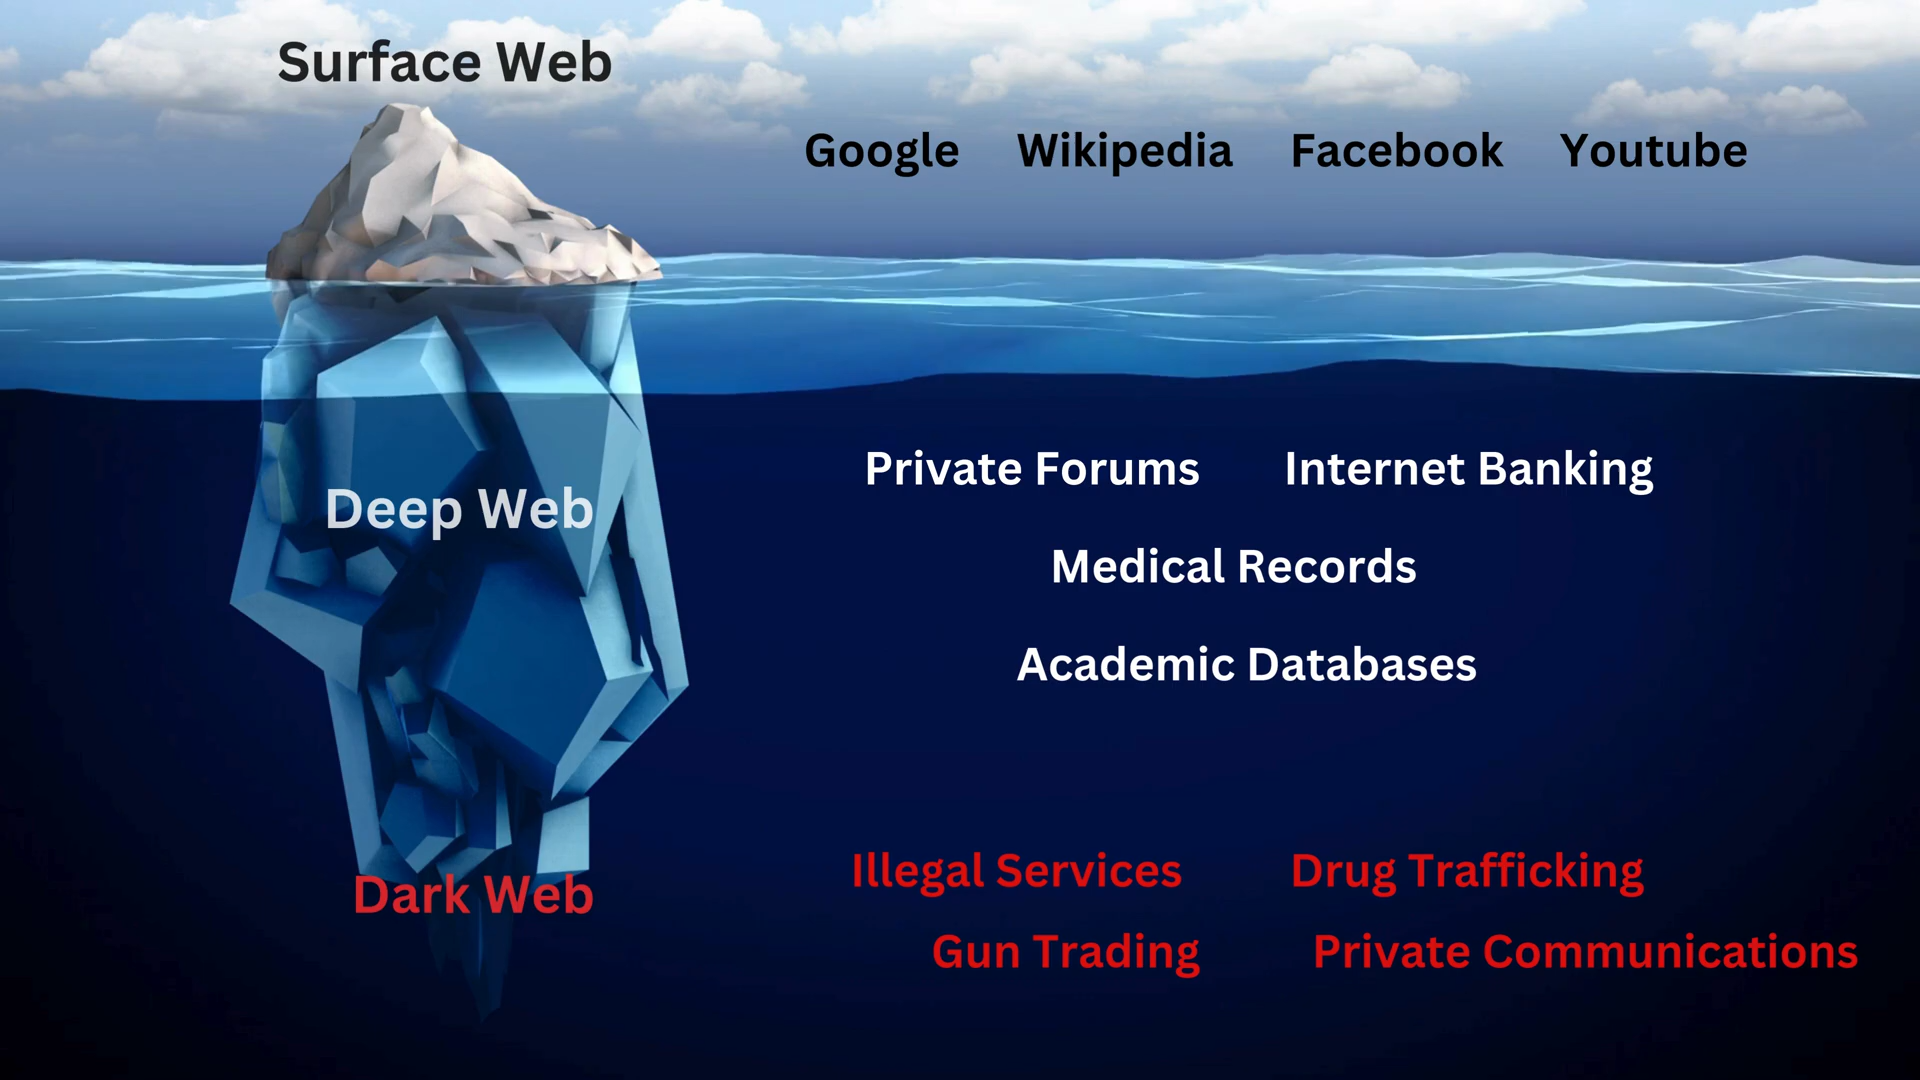 Surface Web
Google Wikipedia Facebook Youtube
Private Forums Internet Banking
Deep Web
Medical Records
Academic Databases
Illegal Services Drug Trafficking
Dark Web
Gun Trading Private Communications